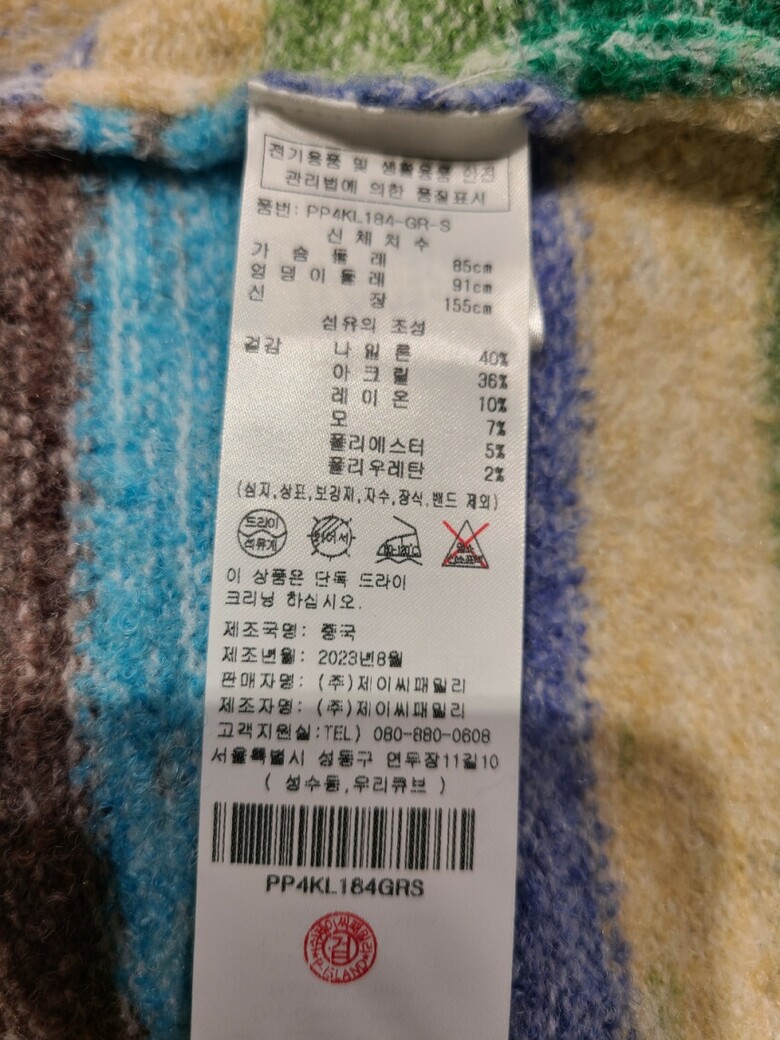 전기용품 및 생활용품 안전
관리법에 의한 품질표시
품번: PP4KL184-GR-S
신체치수
가슴둘레 85cm
엉덩이둘레 91cm
신장 155cm
섬유의 조성
겉감 나일론 40%
아크릴 36%
레이온 10%
모 7%
폴리에스터 5%
폴리우레탄 2%
(심지,상표,보강재,자수,장식,밴드 제외)
드라이
석유계
80-120℃
이 상품은 단독 드라이
크리닝 하십시오.
제조국명: 중국
제조년월: 2023년8월
판매자명: (주)제이씨패밀리
제조자명: (주)제이씨패밀리
고객지원실:TEL) 080-880-0608
서울특별시 성동구 연무장11길10
( 성수동,우리큐브 )
PP4KL184GRS
검